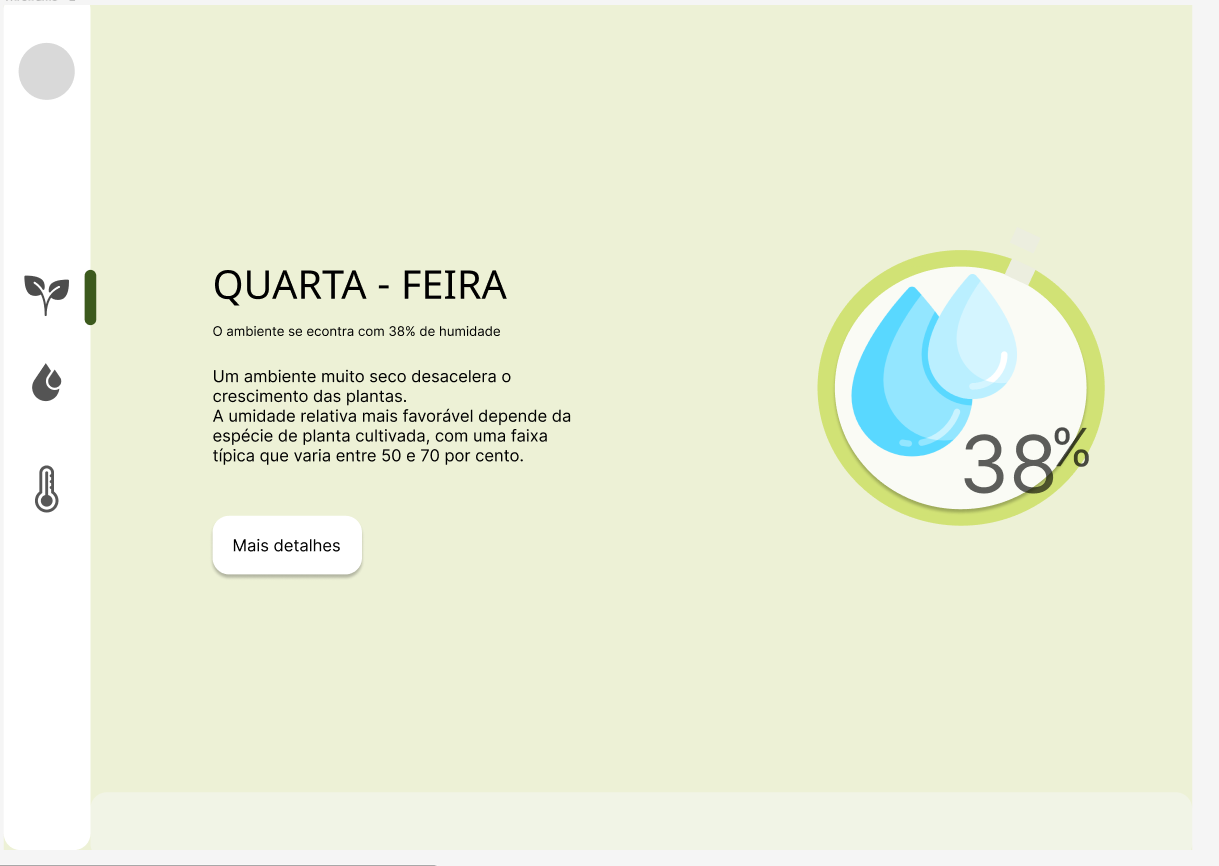 QUARTA - FEIRA
O ambiente se econtra com 38% de humidade
Um ambiente muito seco desacelera o
crescimento das plantas.
A umidade relativa mais favorável depende da
espécie de planta cultivada, com uma faixa
típica que varia entre 50 e 70 por cento.
38%
Mais detalhes